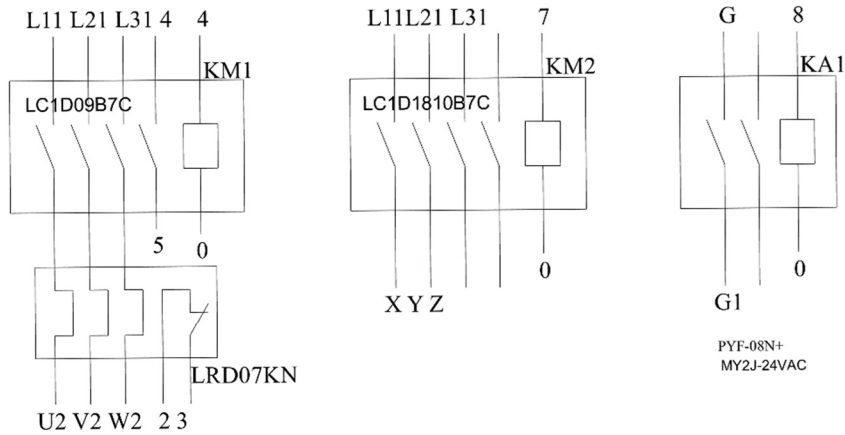 L11 L21 L31 4 4
KM1
LC1D09B7C
5 0
LRD07KN
U2 V2 W2 2 3
L11L21 L31 7
KM2
LC1D1810B7C
0
X Y Z
G 8
KA1
0
G1
PYF-08N+
MY2J-24VAC